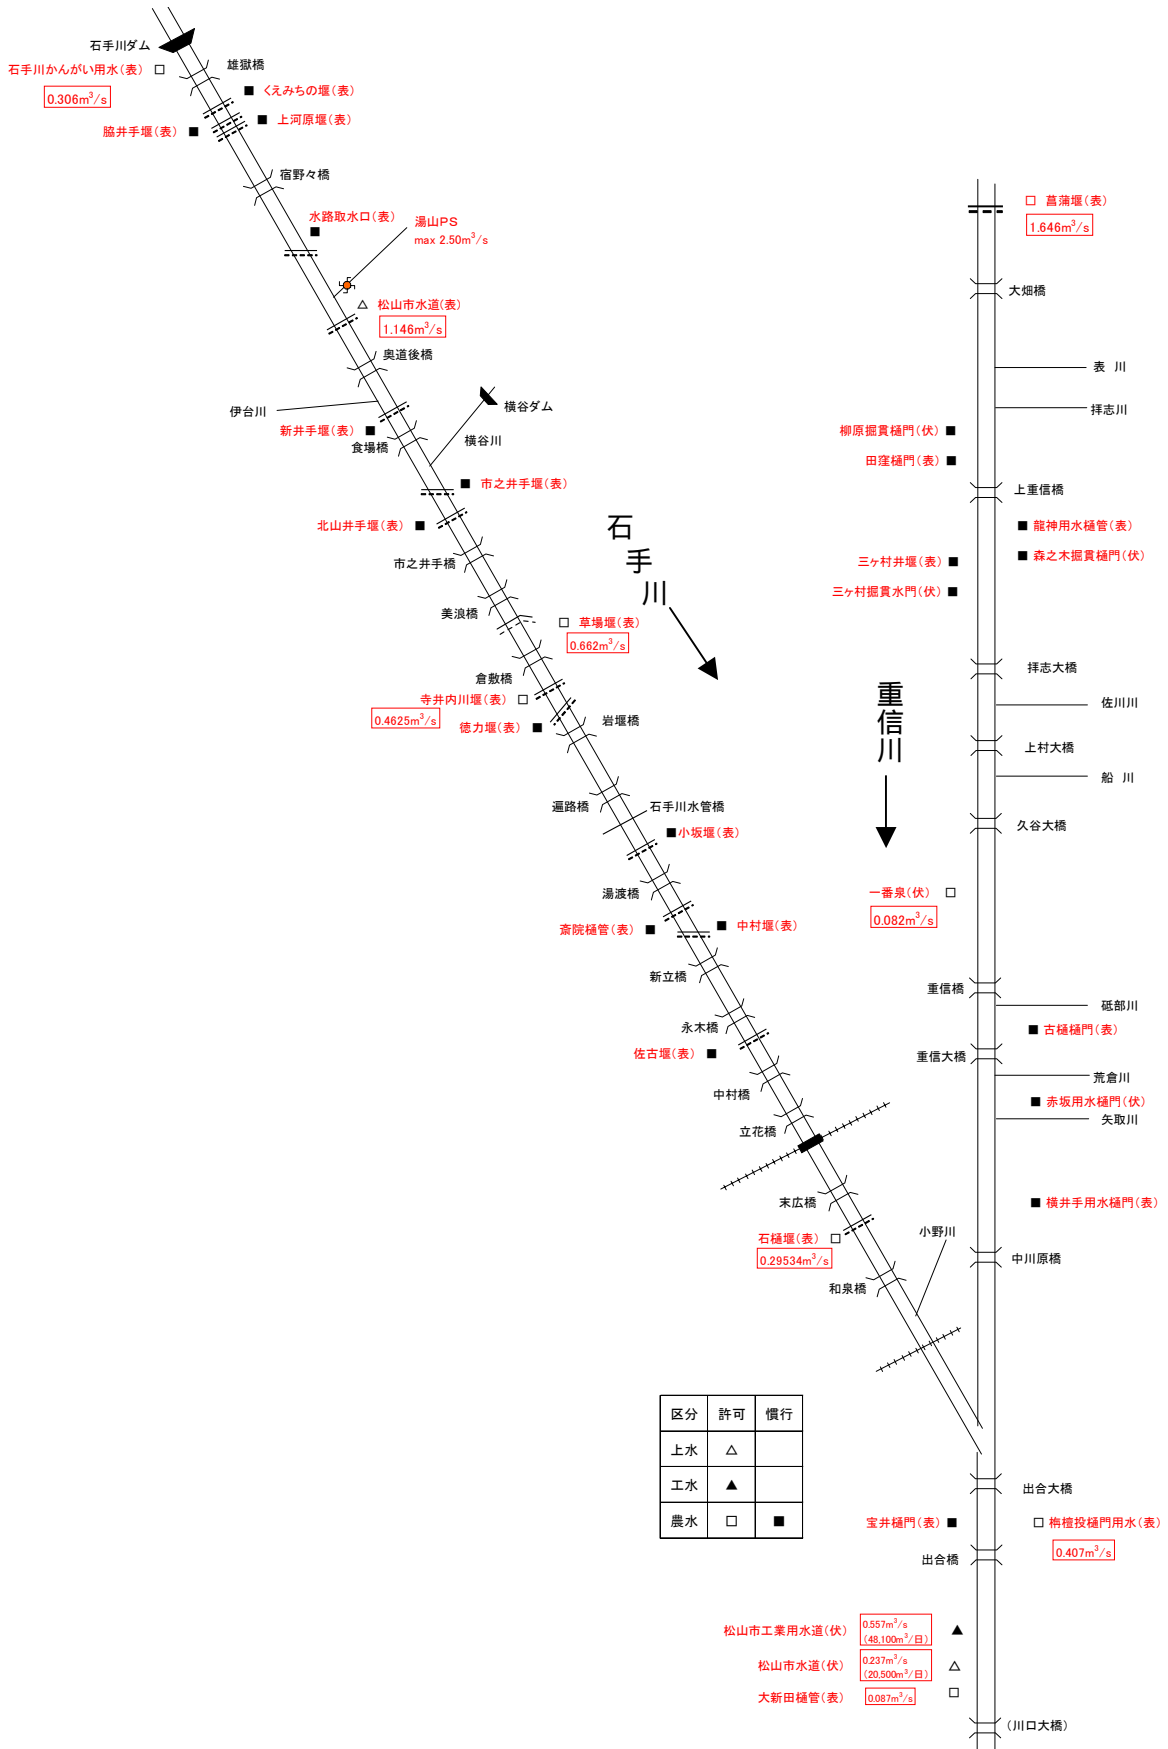 石手川ダム
石手川かんがい用水(表)
0.306m³/s
雄獄橋
くえみちの堰(表)
上河原堰(表)
脇井手堰(表)
宿野々橋
水路取水口(表)
湯山PS
max 2.50m³/s
松山市水道(表)
1.146m³/s
奥道後橋
伊台川
横谷ダム
新井手堰(表)
食場橋
横谷川
市之井手堰(表)
北山井手堰(表)
市之井手橋
美浪橋
草場堰(表)
0.662m³/s
倉敷橋
寺井内川堰(表)
0.4625m³/s
徳力堰(表)
岩堰橋
遍路橋
石手川水管橋
小坂堰(表)
湯渡橋
斎院樋管(表)
中村堰(表)
新立橋
永木橋
佐古堰(表)
中村橋
立花橋
末広橋
石樋堰(表)
0.29534m³/s
和泉橋
小野川
石手川
重信川
菖蒲堰(表)
1.646m³/s
大畑橋
表 川
拝志川
柳原掘貫樋門(伏)
田窪樋門(表)
上重信橋
龍神用水樋管(表)
森之木掘貫樋門(伏)
三ヶ村井堰(表)
三ヶ村掘貫水門(伏)
拝志大橋
佐川川
上村大橋
船 川
久谷大橋
一番泉(伏)
0.082m³/s
重信橋
砥部川
古樋樋門(表)
重信大橋
荒倉川
赤坂用水樋門(伏)
矢取川
横井手用水樋門(表)
中川原橋
区分 許可 慣行
上水 △
工水 ▲
農水 □ ■
出合大橋
宝井樋門(表)
栴檀投樋門用水(表)
0.407m³/s
出合橋
松山市工業用水道(伏)
0.557m³/s
(48,100m³/日)
松山市水道(伏)
0.237m³/s
(20,500m³/日)
大新田樋管(表)
0.087m³/s
(川口大橋)